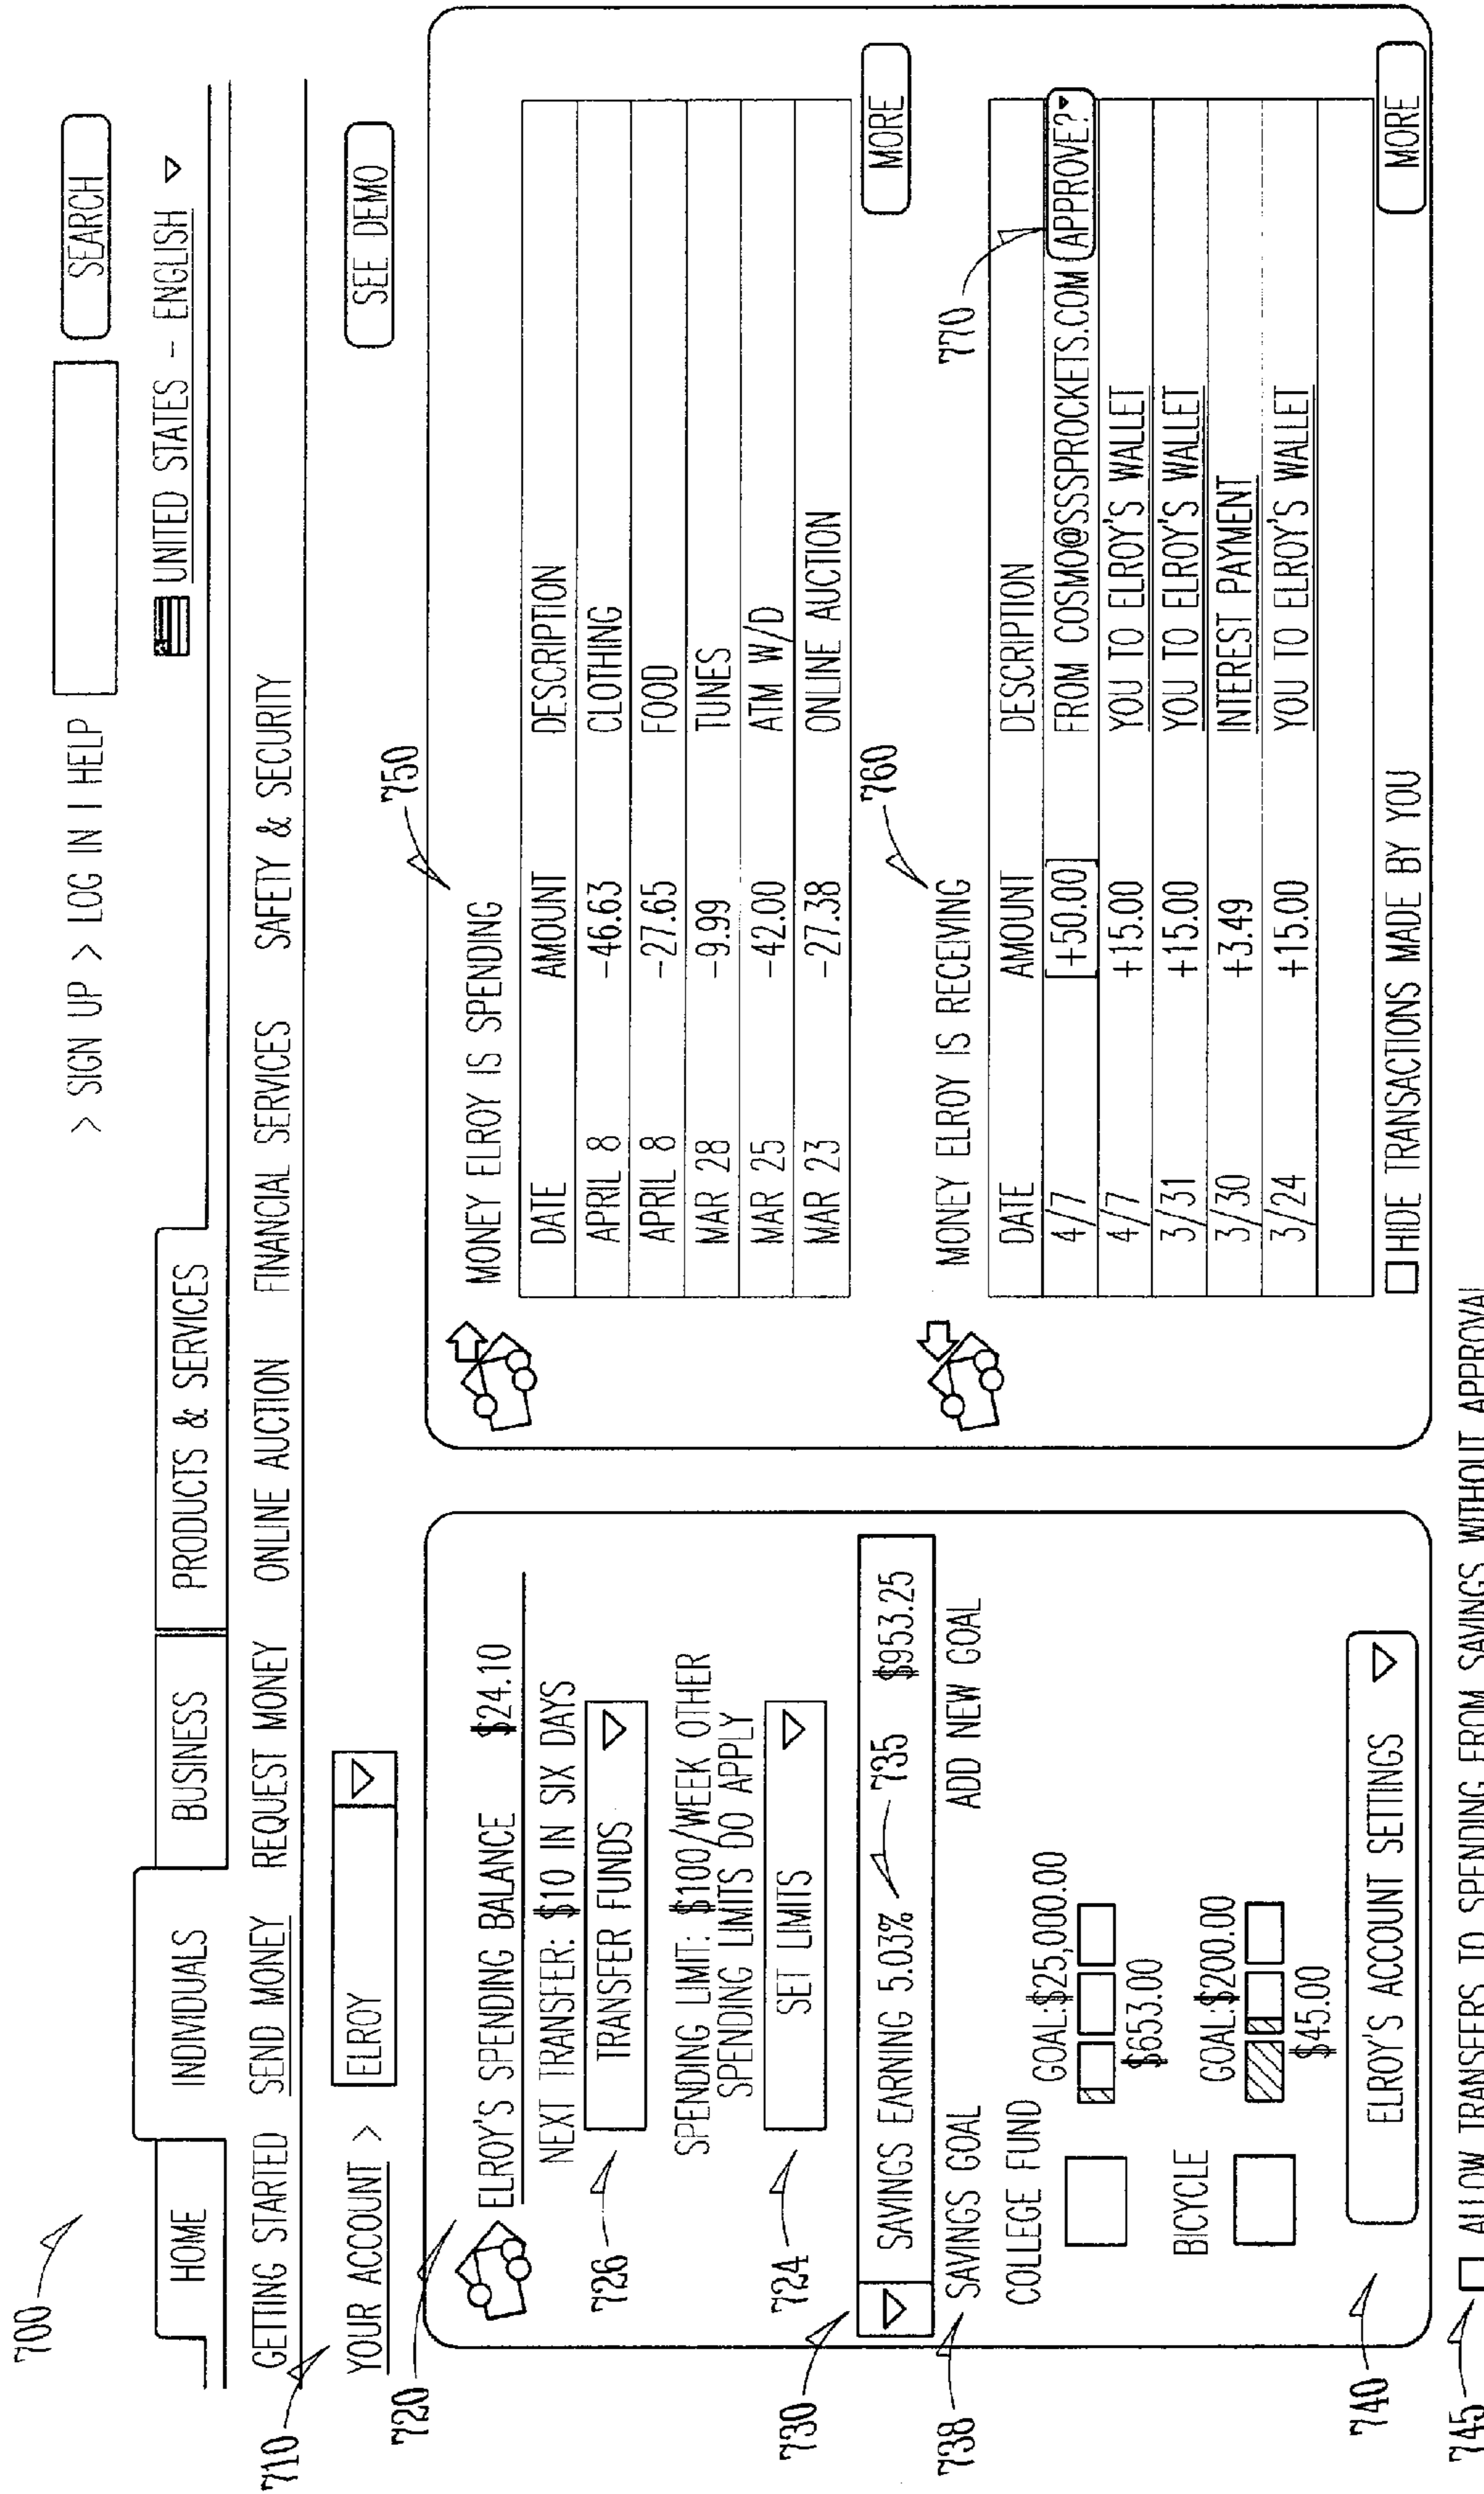 700
> SIGN UP > LOG IN | HELP
SEARCH
UNITED STATES - ENGLISH
HOME
INDIVIDUALS
BUSINESS
PRODUCTS & SERVICES
GETTING STARTED SEND MONEY REQUEST MONEY ONLINE AUCTION FINANCIAL SERVICES SAFETY & SECURITY
710
YOUR ACCOUNT >
ELROY
SEE DEMO
720
ELROY'S SPENDING BALANCE $24.10
NEXT TRANSFER: $10 IN SIX DAYS
726
TRANSFER FUNDS
SPENDING LIMIT: $100/WEEK OTHER
SPENDING LIMITS DO APPLY
724
SET LIMITS
730
SAVINGS EARNING 5.03% 735 $953.25
738
SAVINGS GOAL ADD NEW GOAL
COLLEGE FUND
GOAL:$25,000.00
$653.00
BICYCLE
GOAL:$200.00
$45.00
740
ELROY'S ACCOUNT SETTINGS
745
ALLOW TRANSFERS TO SPENDING FROM SAVINGS WITHOUT APPROVAL
750
MONEY ELROY IS SPENDING
DATE AMOUNT DESCRIPTION
APRIL 8 -46.63 CLOTHING
APRIL 8 -27.65 FOOD
MAR 28 -9.99 TUNES
MAR 25 -42.00 ATM W/D
MAR 23 -27.38 ONLINE AUCTION
MORE
760
MONEY ELROY IS RECEIVING
770
DATE AMOUNT DESCRIPTION
4/7 [+50.00] FROM COSMO@SSSPROCKETS.COM APPROVE?
4/7 +15.00 YOU TO ELROY'S WALLET
3/31 +15.00 YOU TO ELROY'S WALLET
3/30 +3.49 INTEREST PAYMENT
3/24 +15.00 YOU TO ELROY'S WALLET
HIDE TRANSACTIONS MADE BY YOU
MORE